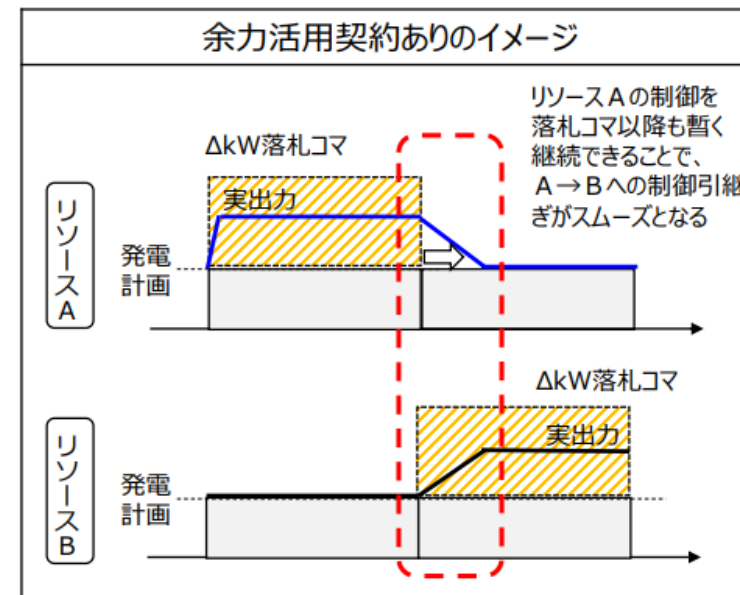 余力活用契約ありのイメージ
リソースAの制御を
落札コマ以降も暫く
継続できることで、
A→Bへの制御引継
ぎがスムーズとなる
ΔkW落札コマ
実出力
リソースA
発電
計画
ΔkW落札コマ
実出力
リソースB
発電
計画